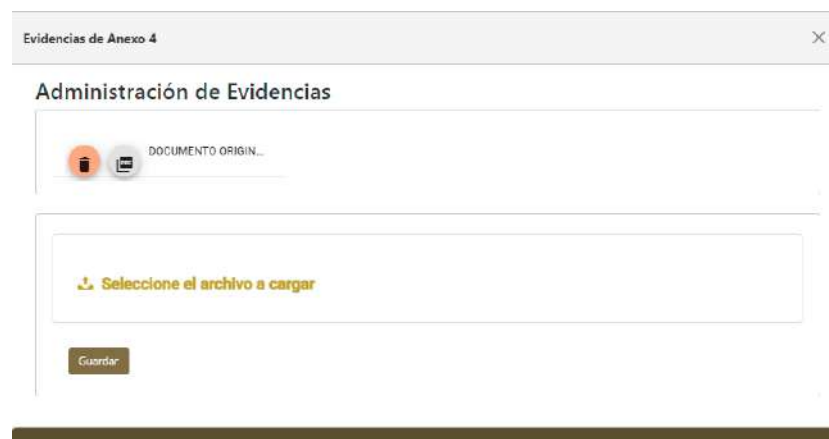 Evidencias de Anexo 4
Administración de Evidencias
DOCUMENTO ORIGIN...
Seleccione el archivo a cargar
Guardar